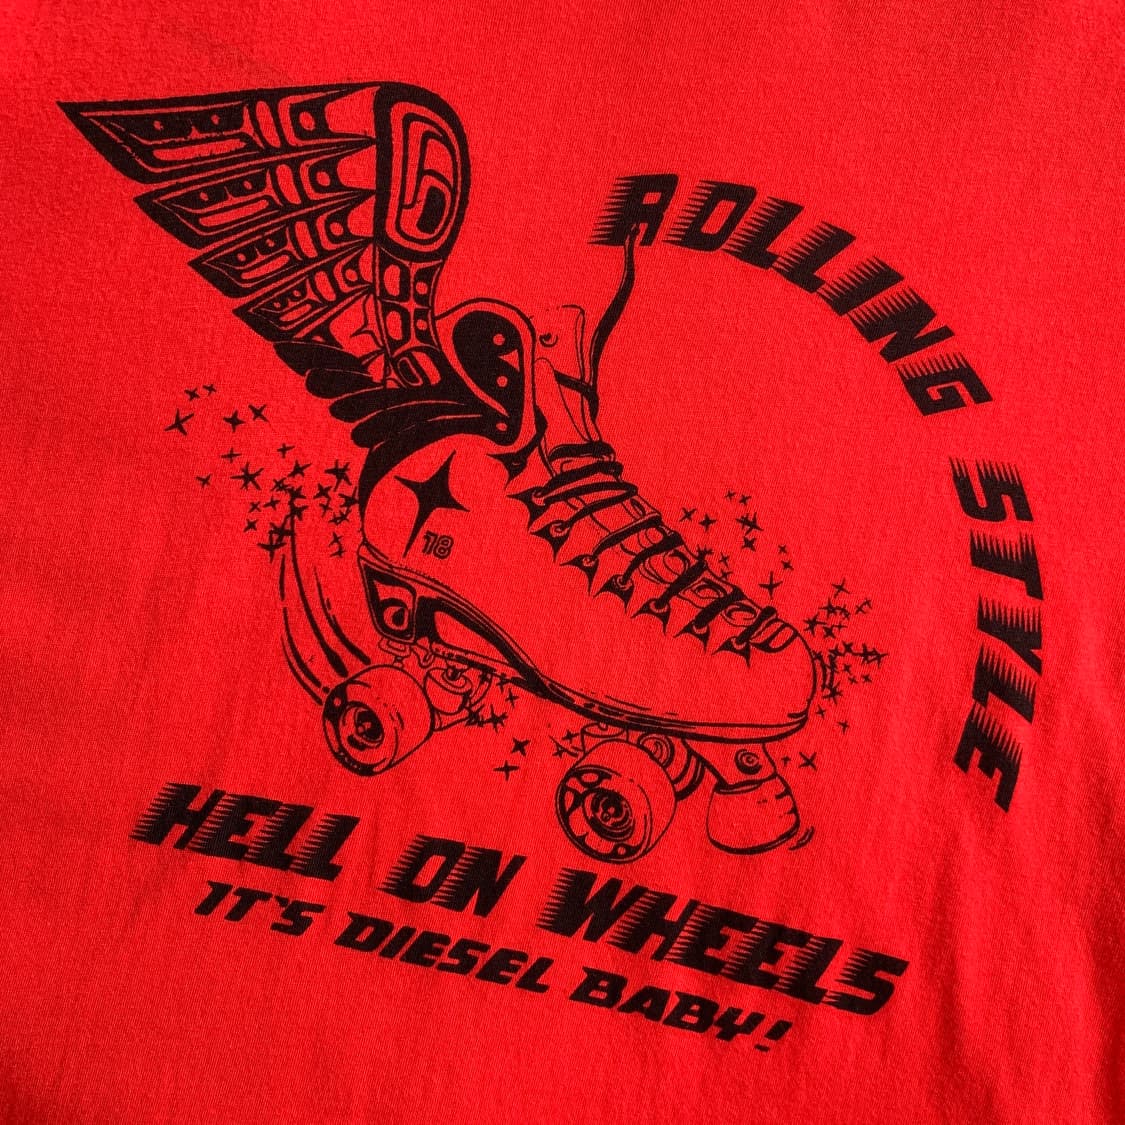 ROLLING STYLE
78
HELL ON WHEELS
IT'S DIESEL BABY!